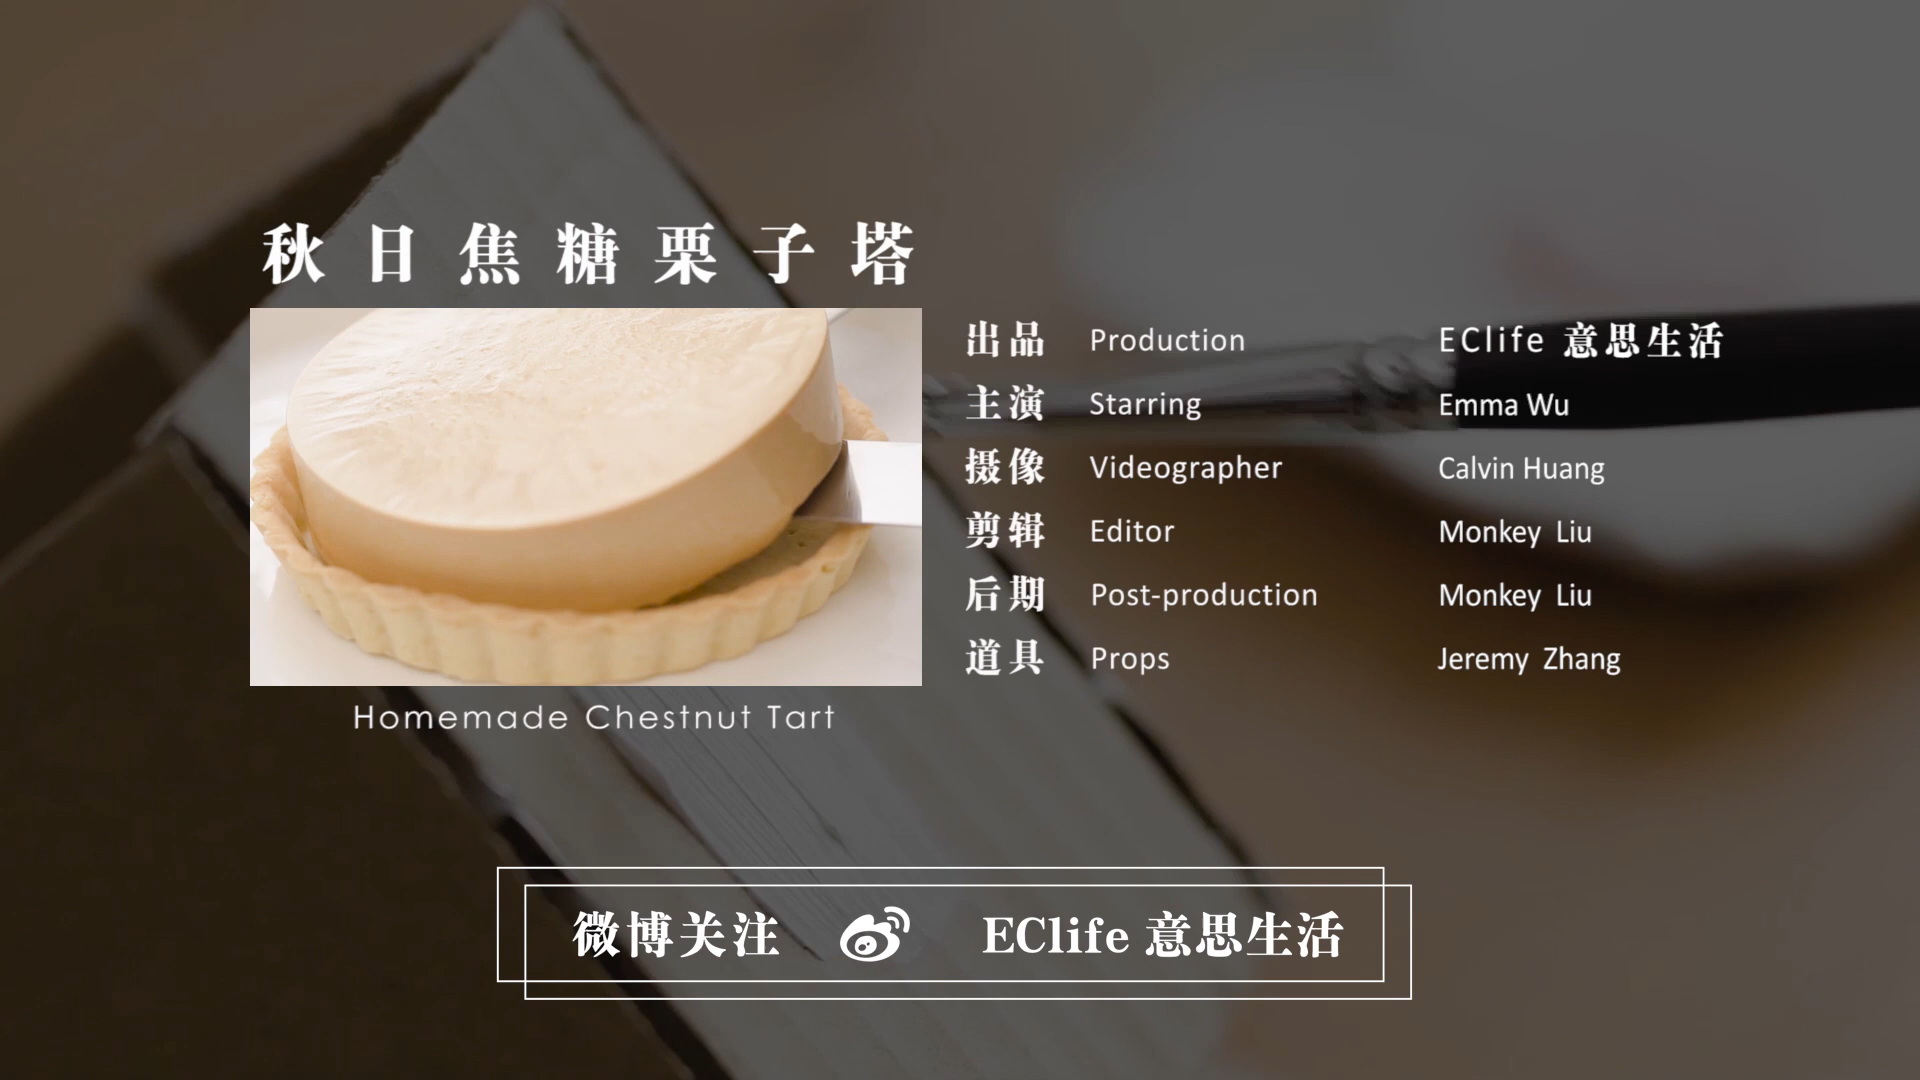 秋日焦糖栗子塔
出品 Production EClife 意思生活
主演 Starring Emma Wu
摄像 Videographer Calvin Huang
剪辑 Editor Monkey Liu
后期 Post-production Monkey Liu
道具 Props Jeremy Zhang
Homemade Chestnut Tart
微博关注 EClife 意思生活